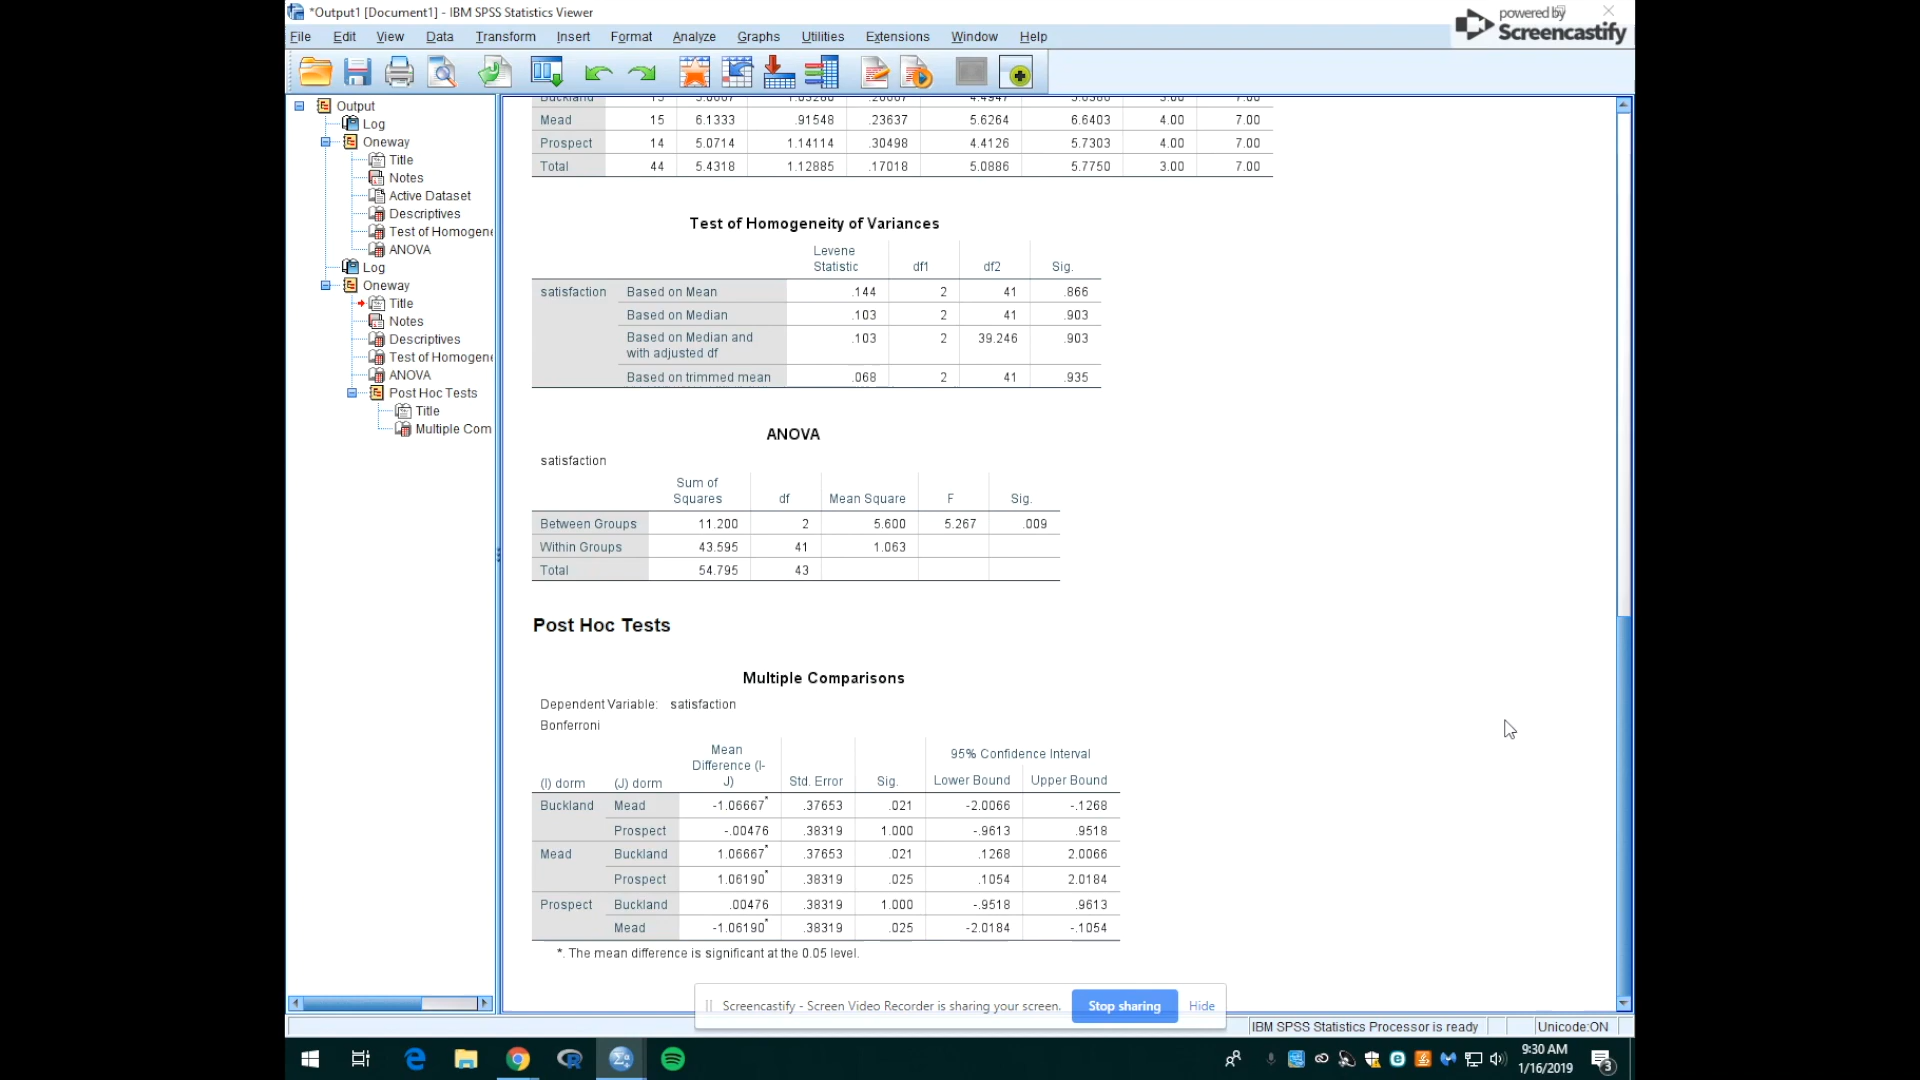 *Output1 [Document1] - IBM SPSS Statistics Viewer
powered by
Screencastify
File Edit View Data Transform Insert Format Analyze Graphs Utilities Extensions Window Help
Output
Log
Oneway
Title
Notes
Active Dataset
Descriptives
Test of Homogene
ANOVA
Log
Oneway
Title
Notes
Descriptives
Test of Homogene
ANOVA
Post Hoc Tests
Title
Multiple Com
Buckland 15 7.00
Mead 15 6.1333 .91548 .23637 5.6264 6.6403 4.00 7.00
Prospect 14 5.0714 1.14114 .30498 4.4126 5.7303 4.00 7.00
Total 44 5.4318 1.12885 .17018 5.0886 5.7750 3.00 7.00
Test of Homogeneity of Variances
Levene
Statistic df1 df2 Sig.
satisfaction Based on Mean .144 2 41 .866
Based on Median .103 2 41 .903
Based on Median and .103 2 39.246 .903
with adjusted df
Based on trimmed mean .068 2 41 .935
ANOVA
satisfaction
Sum of
Squares df Mean Square F Sig.
Between Groups 11.200 2 5.600 5.267 .009
Within Groups 43.595 41 1.063
Total 54.795 43
Post Hoc Tests
Multiple Comparisons
Dependent Variable: satisfaction
Bonferroni
Mean
Difference (I- 95% Confidence Interval
(I) dorm (J) dorm J) Std. Error Sig. Lower Bound Upper Bound
Buckland Mead -1.06667* .37653 .021 -2.0066 -.1268
Prospect -.00476 .38319 1.000 -.9613 .9518
Mead Buckland 1.06667* .37653 .021 .1268 2.0066
Prospect 1.06190* .38319 .025 .1054 2.0184
Prospect Buckland .00476 .38319 1.000 -.9518 .9613
Mead -1.06190* .38319 .025 -2.0184 -.1054
*. The mean difference is significant at the 0.05 level.
Screencastify - Screen Video Recorder is sharing your screen. Stop sharing Hide
IBM SPSS Statistics Processor is ready Unicode:ON
9:30 AM
1/16/2019
3